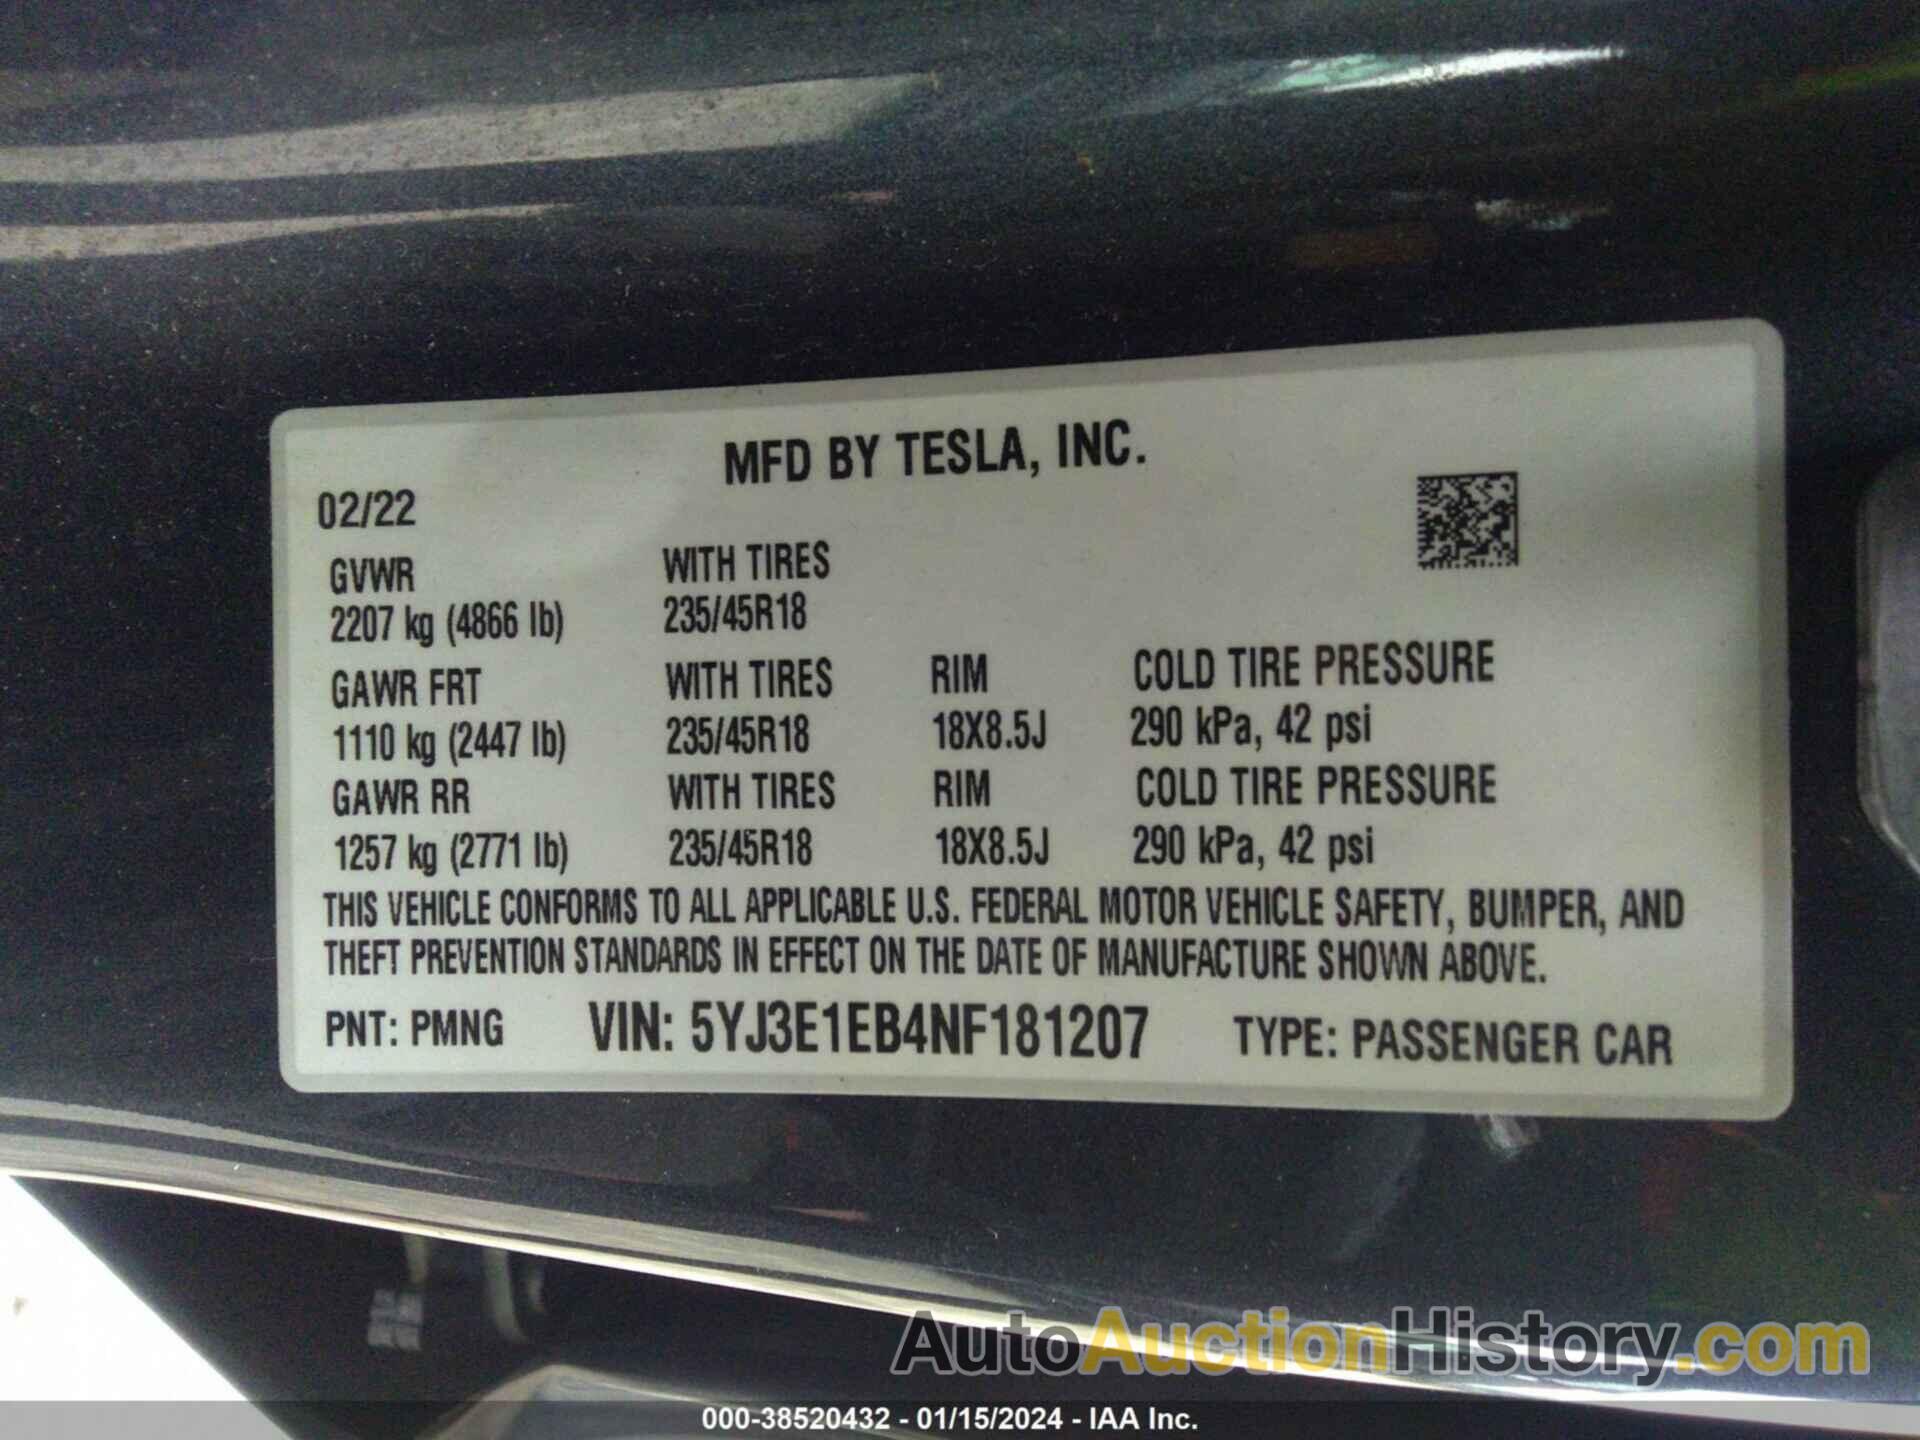 MFD BY TESLA, INC.
02/22
GVWR WITH TIRES
2207 kg (4866 lb) 235/45R18
GAWR FRT WITH TIRES RIM COLD TIRE PRESSURE
1110 kg (2447 lb) 235/45R18 18X8.5J 290 kPa, 42 psi
GAWR RR WITH TIRES RIM COLD TIRE PRESSURE
1257 kg (2771 lb) 235/45R18 18X8.5J 290 kPa, 42 psi
THIS VEHICLE CONFORMS TO ALL APPLICABLE U.S. FEDERAL MOTOR VEHICLE SAFETY, BUMPER, AND
THEFT PREVENTION STANDARDS IN EFFECT ON THE DATE OF MANUFACTURE SHOWN ABOVE.
PNT: PMNG VIN: 5YJ3E1EB4NF181207 TYPE: PASSENGER CAR
AutoAuctionHistory.com
000-38520432 - 01/15/2024 - IAA Inc.